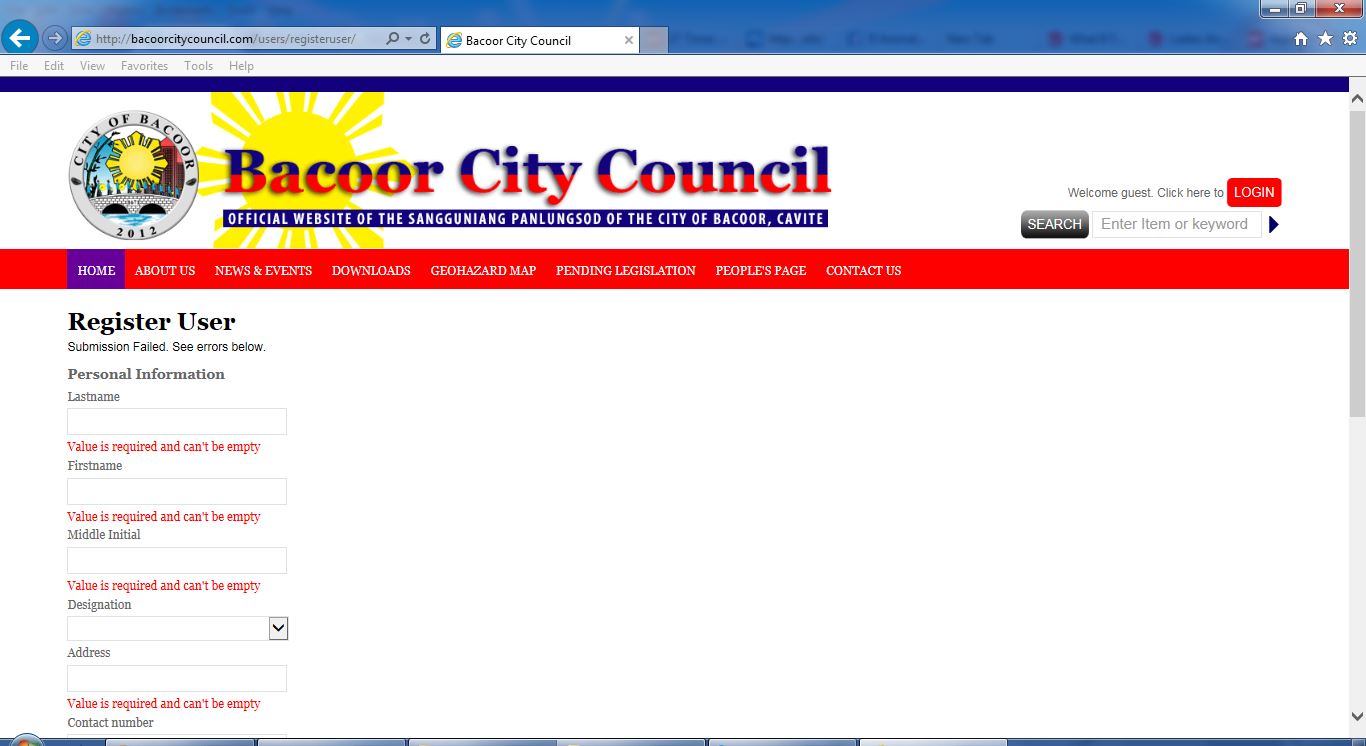 http://bacoorcitycouncil.com/users/registeruser/
Bacoor City Council
File Edit View Favorites Tools Help
CITY OF BACOOR
2012
Bacoor City Council
OFFICIAL WEBSITE OF THE SANGGUNIANG PANLUNGSOD OF THE CITY OF BACOOR, CAVITE
Welcome guest. Click here to LOGIN
SEARCH Enter Item or keyword
HOME ABOUT US NEWS & EVENTS DOWNLOADS GEOHAZARD MAP PENDING LEGISLATION PEOPLE'S PAGE CONTACT US
Register User
Submission Failed. See errors below.
Personal Information
Lastname
Value is required and can't be empty
Firstname
Value is required and can't be empty
Middle Initial
Value is required and can't be empty
Designation
Address
Value is required and can't be empty
Contact number